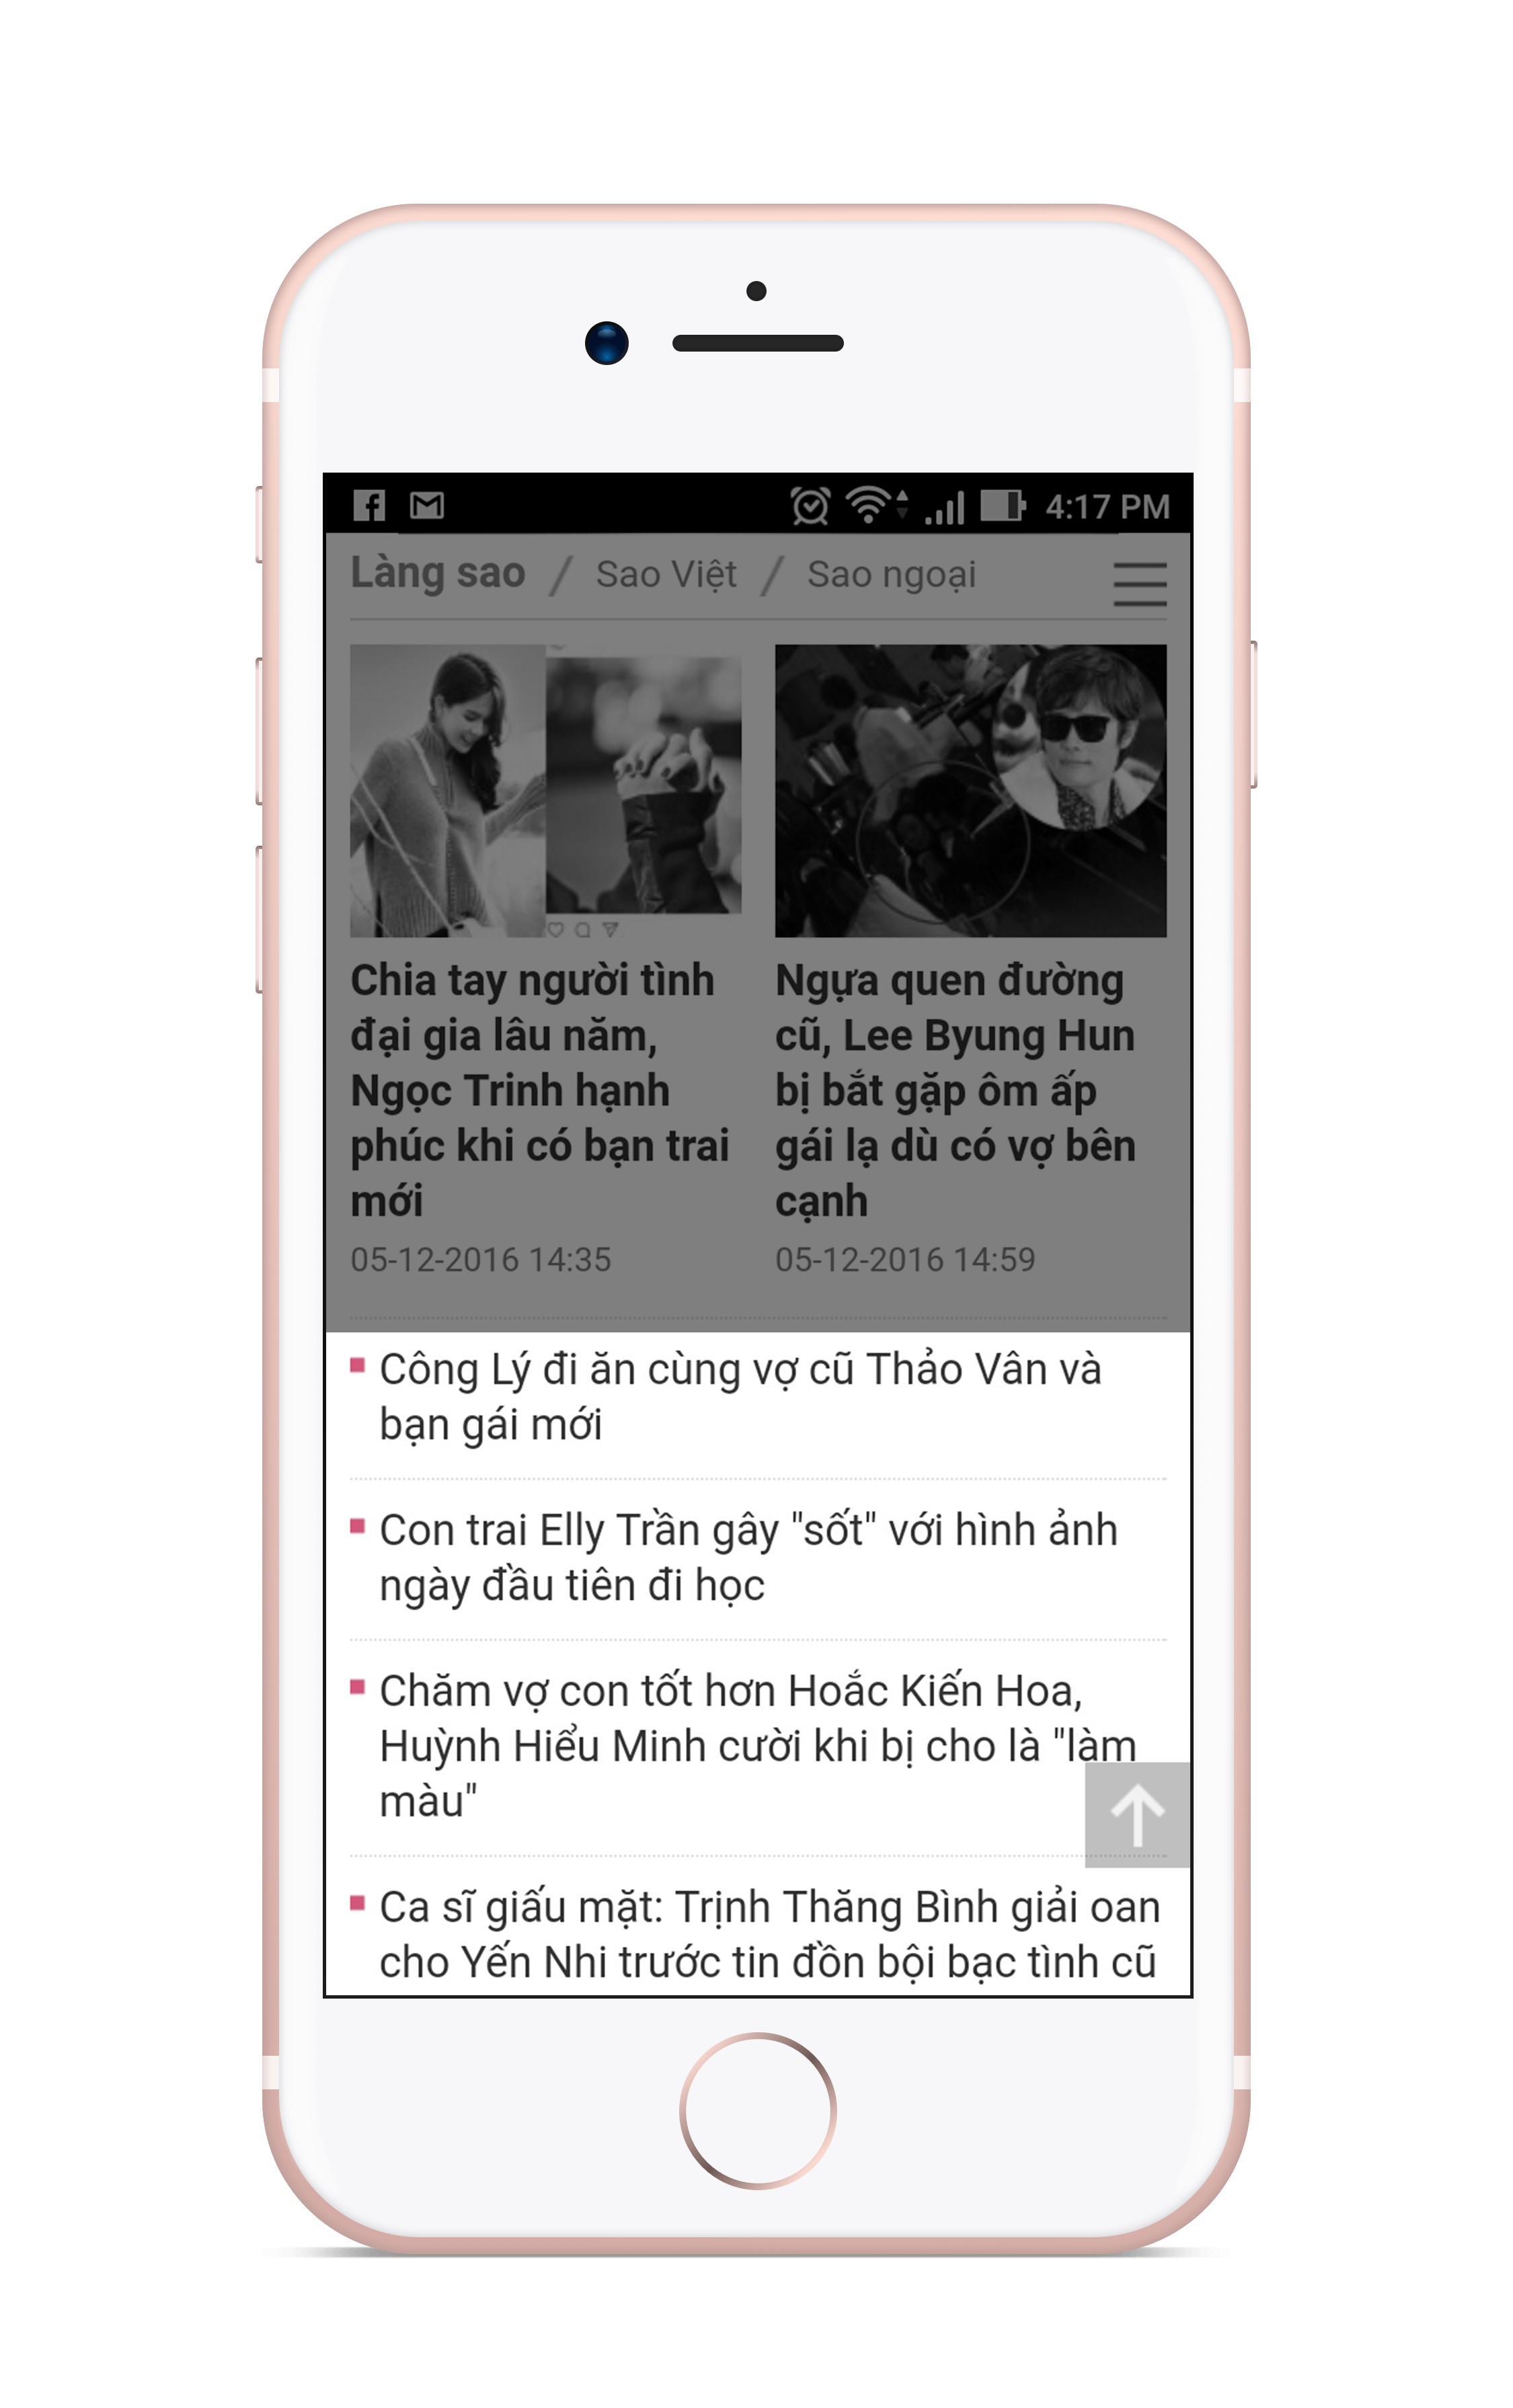 4:17 PM
Làng sao / Sao Việt / Sao ngoại
Chia tay người tình
đại gia lâu năm,
Ngọc Trinh hạnh
phúc khi có bạn trai
mới
05-12-2016 14:35
Ngựa quen đường
cũ, Lee Byung Hun
bị bắt gặp ôm ấp
gái lạ dù có vợ bên
cạnh
05-12-2016 14:59
Công Lý đi ăn cùng vợ cũ Thảo Vân và
bạn gái mới
Con trai Elly Trần gây "sốt" với hình ảnh
ngày đầu tiên đi học
Chăm vợ con tốt hơn Hoắc Kiến Hoa,
Huỳnh Hiểu Minh cười khi bị cho là "làm
màu"
Ca sĩ giấu mặt: Trịnh Thăng Bình giải oan
cho Yến Nhi trước tin đồn bội bạc tình cũ